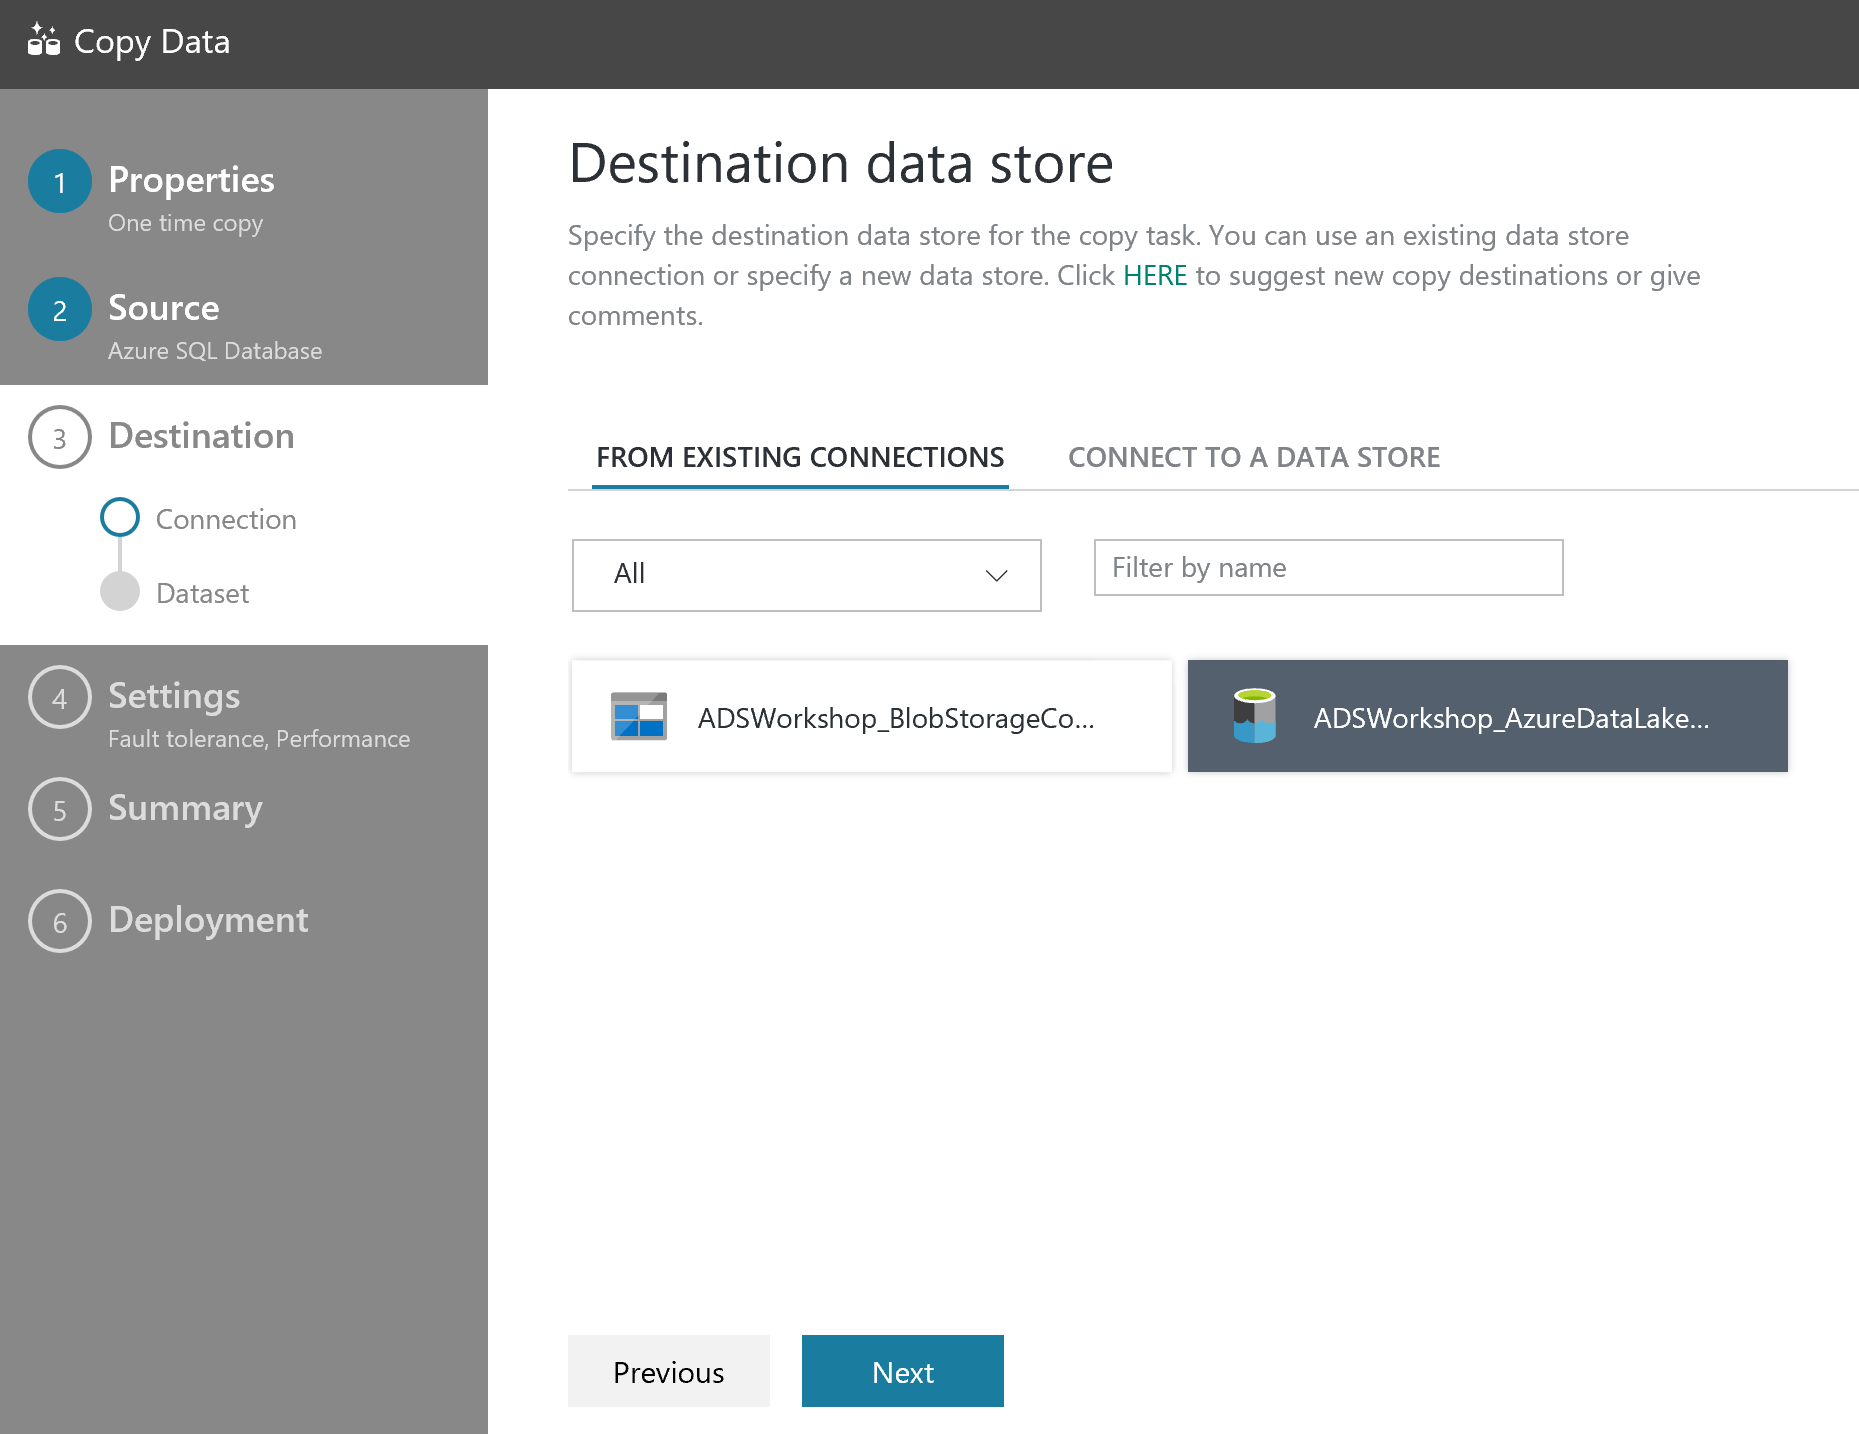 Copy Data
1 Properties
One time copy
2 Source
Azure SQL Database
3 Destination
Connection
Dataset
4 Settings
Fault tolerance, Performance
5 Summary
6 Deployment
Destination data store
Specify the destination data store for the copy task. You can use an existing data store
connection or specify a new data store. Click HERE to suggest new copy destinations or give
comments.
FROM EXISTING CONNECTIONS CONNECT TO A DATA STORE
All Filter by name
ADSWorkshop_BlobStorageCo... ADSWorkshop_AzureDataLake...
Previous Next